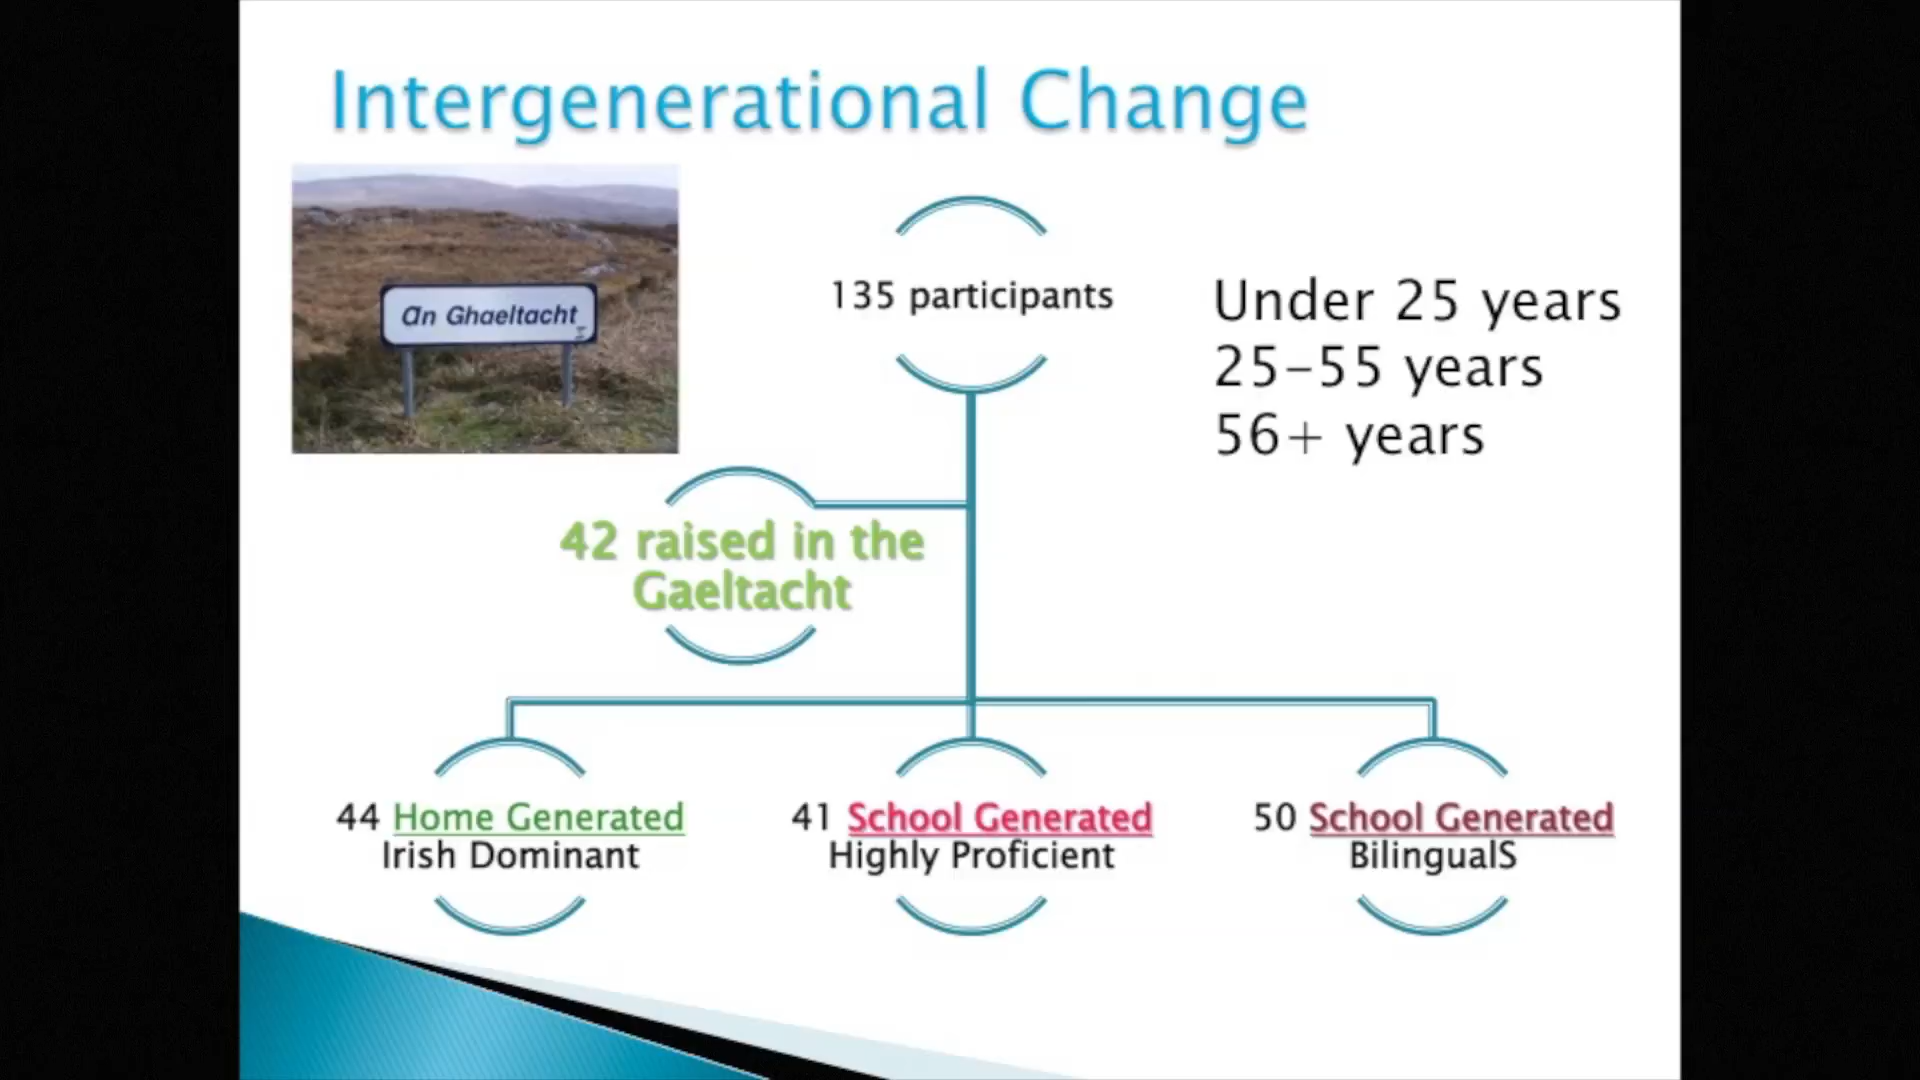 Intergenerational Change
an Ghaeltacht
135 participants
Under 25 years
25-55 years
56+ years
42 raised in the
Gaeltacht
44 Home Generated
Irish Dominant
41 School Generated
Highly Proficient
50 School Generated
BilingualS